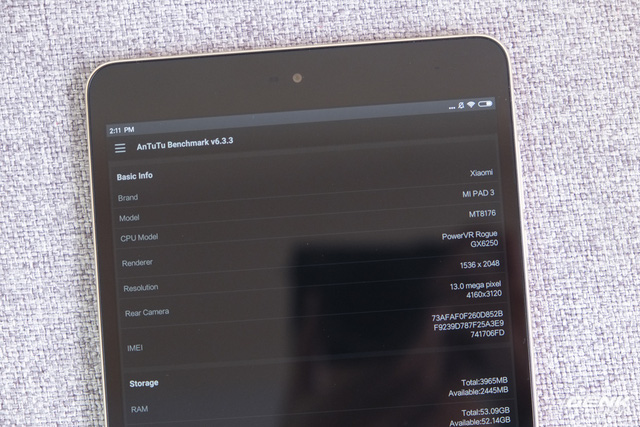 2:11 PM
AnTuTu Benchmark v6.3.3
Basic Info
Brand Xiaomi
Model MI PAD 3
CPU Model MT8176
Renderer PowerVR Rogue
GX6250
Resolution 1536 x 2048
Rear Camera 13.0 mega pixel
4160x3120
IMEI 73AFAF0F260D852B
F9239D787F25A3E9
741706FD
Storage
RAM Total:3965MB
Available:2445MB
Total:53.09GB
Available:52.14GB